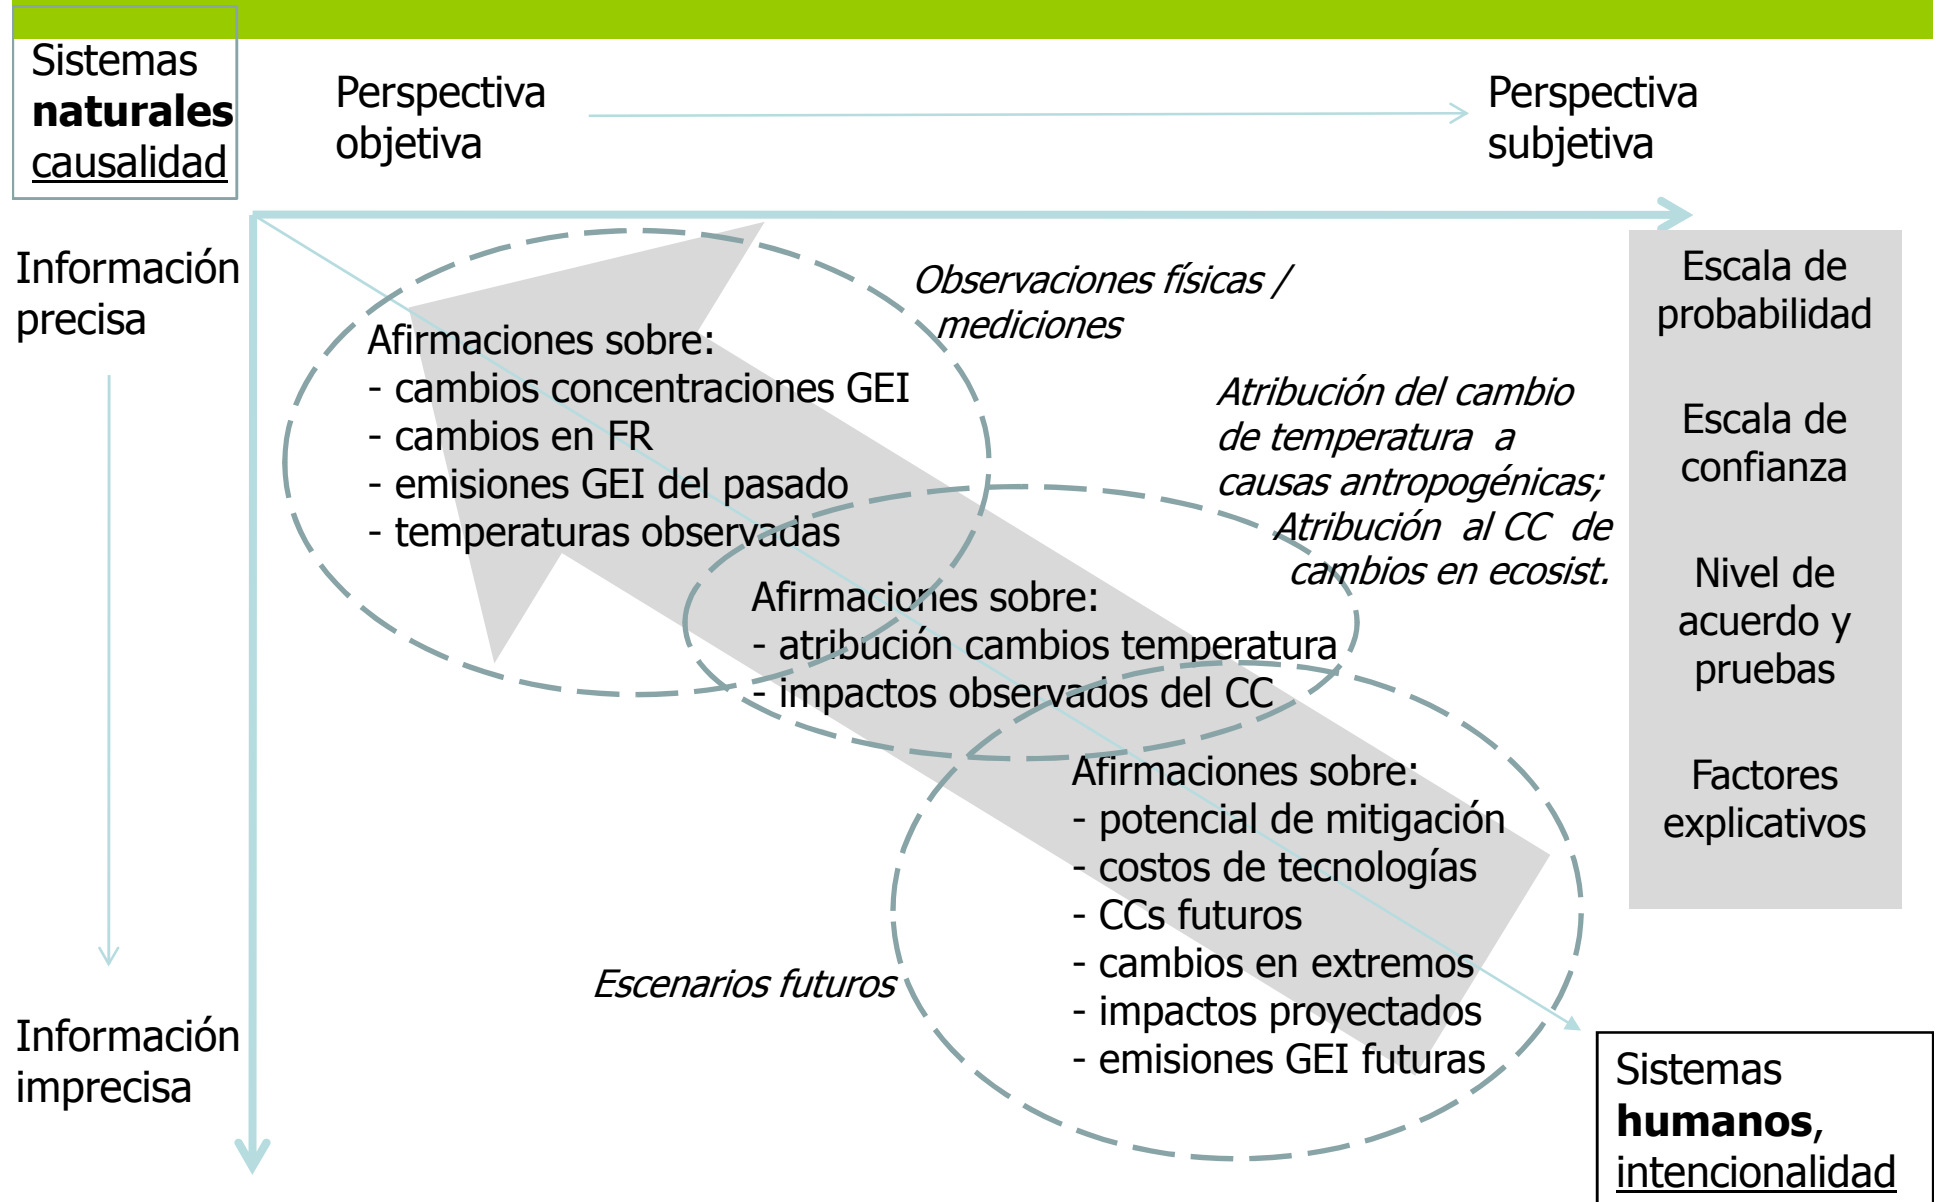 Sistemas
naturales
causalidad
Perspectiva
objetiva
Perspectiva
subjetiva
Información
precisa
Información
imprecisa
Observaciones físicas /
mediciones
Afirmaciones sobre:
- cambios concentraciones GEI
- cambios en FR
- emisiones GEI del pasado
- temperaturas observadas
Atribución del cambio
de temperatura a
causas antropogénicas;
Atribución al CC de
cambios en ecosist.
Afirmaciones sobre:
- atribución cambios temperatura
- impactos observados del CC
Afirmaciones sobre:
- potencial de mitigación
- costos de tecnologías
- CCs futuros
- cambios en extremos
- impactos proyectados
- emisiones GEI futuras
Escenarios futuros
Escala de
probabilidad
Escala de
confianza
Nivel de
acuerdo y
pruebas
Factores
explicativos
Sistemas
humanos,
intencionalidad